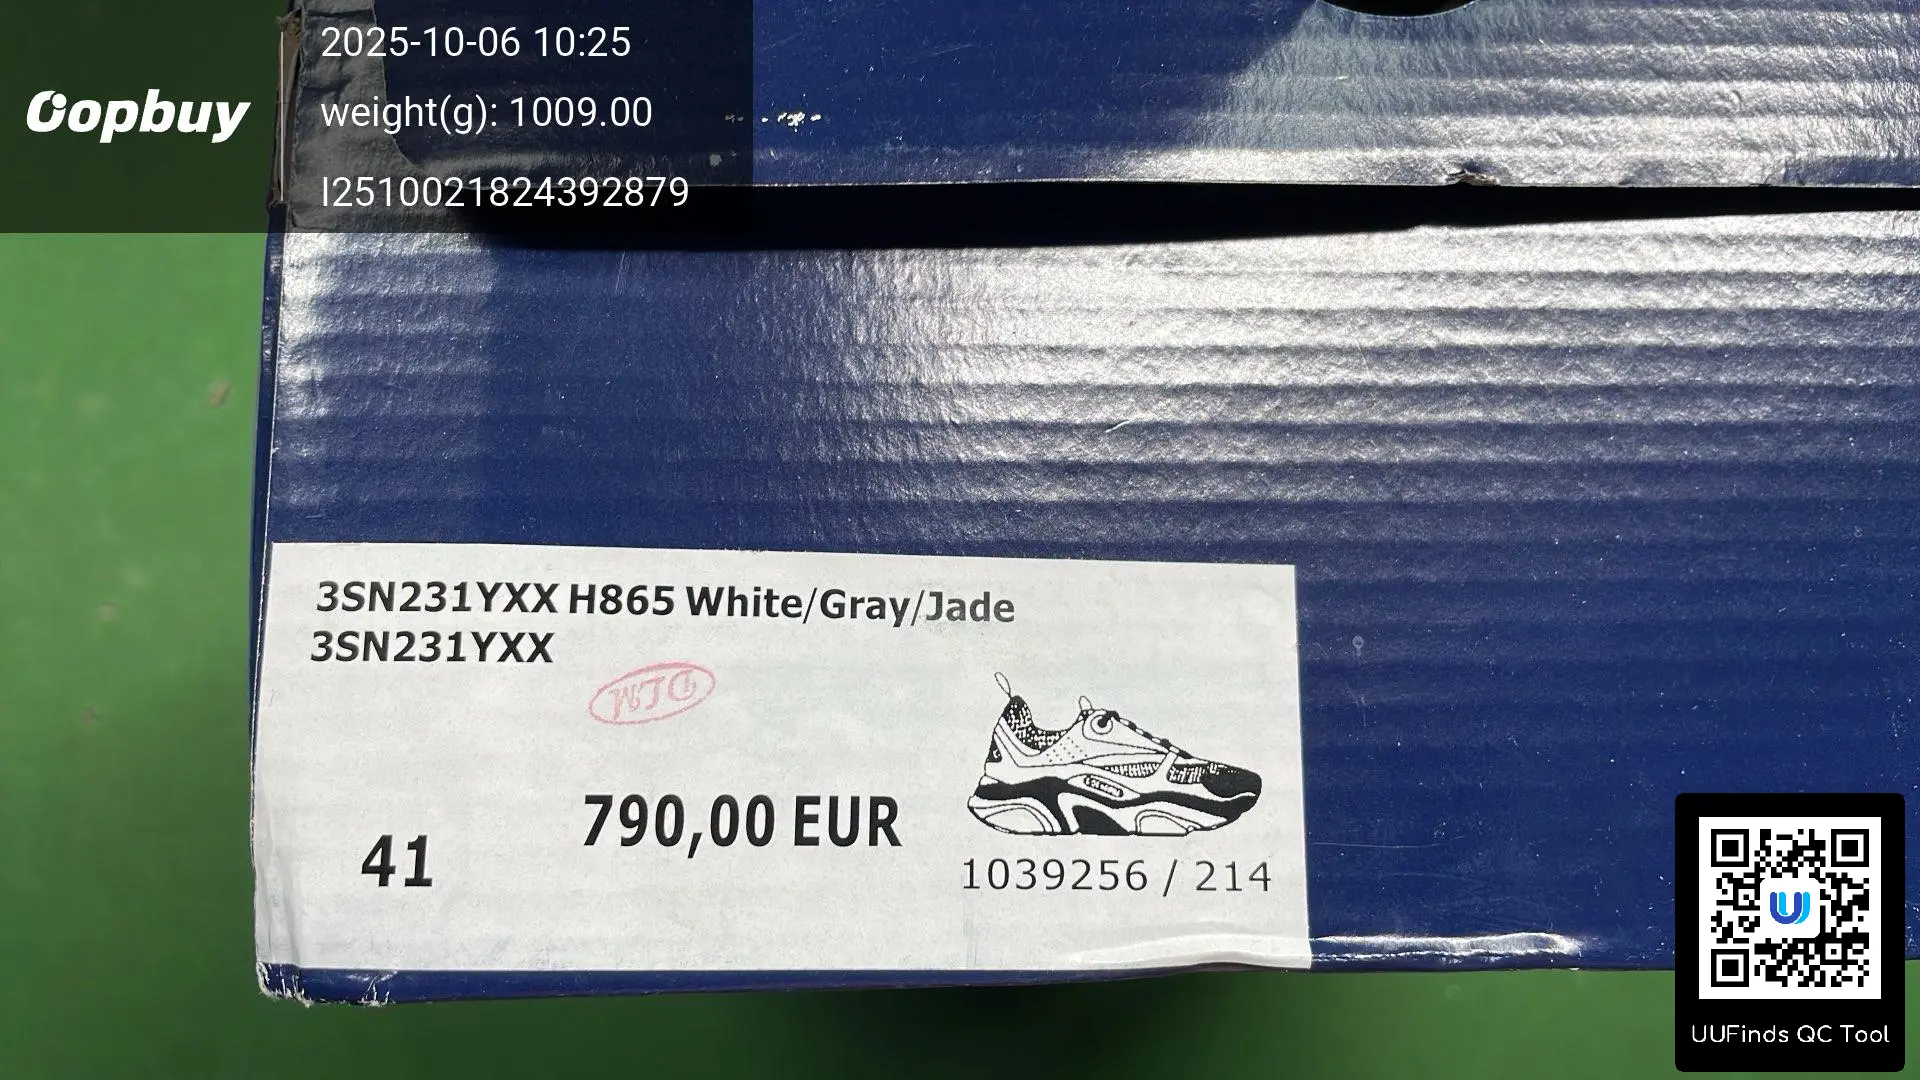 Oopbuy
2025-10-06 10:25
weight(g): 1009.00
I2510021824392879
3SN231YXX H865 White/Gray/Jade
3SN231YXX
790,00 EUR
41
1039256 / 214
UUFinds QC Tool